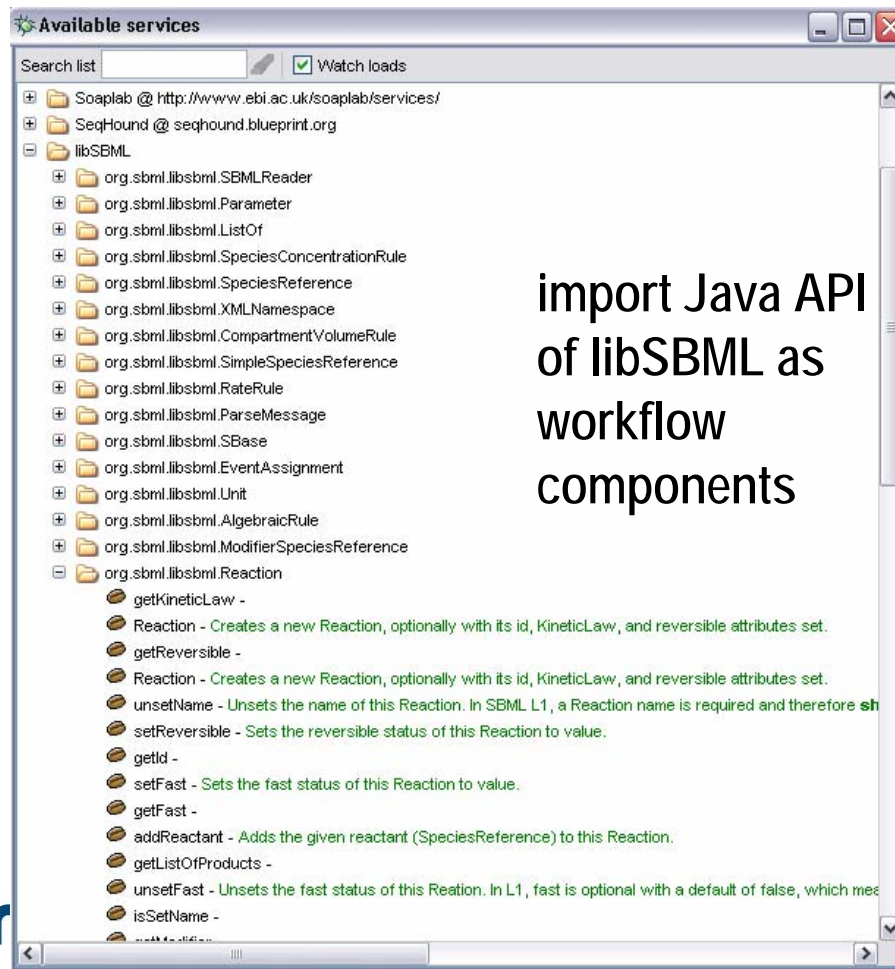 Available services
Search list
Watch loads
Soaplab @ http://www.ebi.ac.uk/soaplab/services/
SeqHound @ seqhound.blueprint.org
libSBML
org.sbml.libsbml.SBMLReader
org.sbml.libsbml.Parameter
org.sbml.libsbml.ListOf
org.sbml.libsbml.SpeciesConcentrationRule
org.sbml.libsbml.SpeciesReference
org.sbml.libsbml.XMLNamespace
org.sbml.libsbml.CompartmentVolumeRule
org.sbml.libsbml.SimpleSpeciesReference
org.sbml.libsbml.RateRule
org.sbml.libsbml.ParseMessage
org.sbml.libsbml.SBase
org.sbml.libsbml.EventAssignment
org.sbml.libsbml.Unit
org.sbml.libsbml.AlgebraicRule
org.sbml.libsbml.ModifierSpeciesReference
org.sbml.libsbml.Reaction
getKineticLaw -
Reaction - Creates a new Reaction, optionally with its id, KineticLaw, and reversible attributes set.
getReversible -
Reaction - Creates a new Reaction, optionally with its id, KineticLaw, and reversible attributes set.
unsetName - Unsets the name of this Reaction. In SBML L1, a Reaction name is required and therefore sh
setReversible - Sets the reversible status of this Reaction to value.
getId -
setFast - Sets the fast status of this Reaction to value.
getFast -
addReactant - Adds the given reactant (SpeciesReference) to this Reaction.
getListOfProducts -
unsetFast - Unsets the fast status of this Reation. In L1, fast is optional with a default of false, which mea
isSetName -
import Java API
of libSBML as
workflow
components